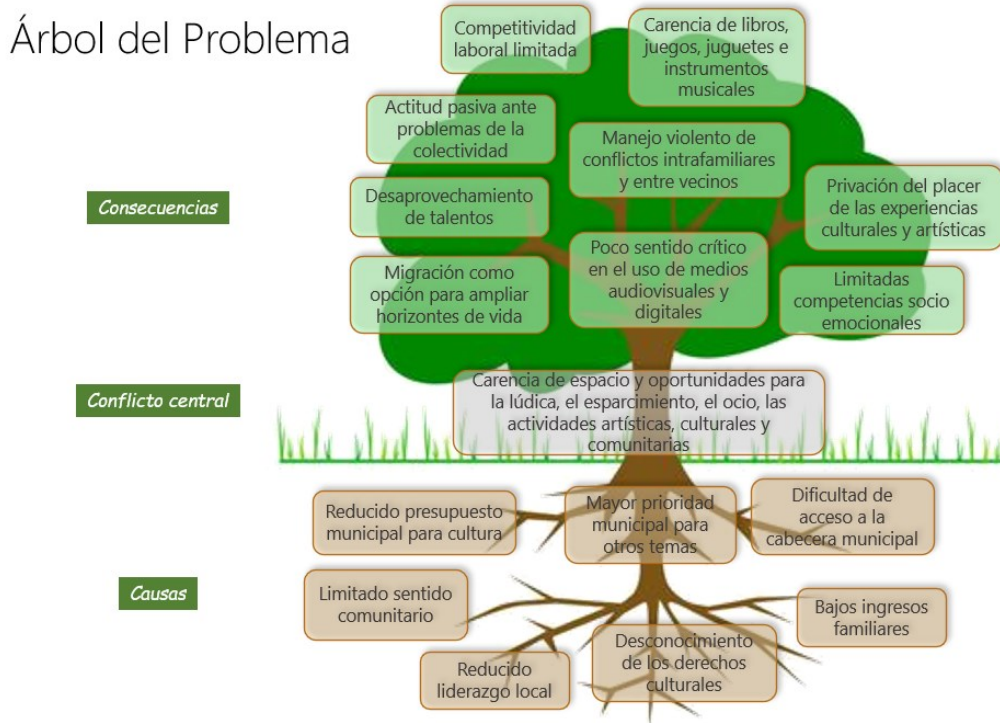 Árbol del Problema
Competitividad
laboral limitada
Carencia de libros,
juegos, juguetes e
instrumentos
musicales
Actitud pasiva ante
problemas de la
colectividad
Manejo violento de
conflictos intrafamiliares
y entre vecinos
Consecuencias
Desaprovechamiento
de talentos
Privación del placer
de las experiencias
culturales y artísticas
Migración como
opción para ampliar
horizontes de vida
Poco sentido crítico
en el uso de medios
audiovisuales y
digitales
Limitadas
competencias socio
emocionales
Conflicto central
Carencia de espacio y oportunidades para
la lúdica, el esparcimiento, el ocio, las
actividades artísticas, culturales y
comunitarias
Reducido presupuesto
municipal para cultura
Mayor prioridad
municipal para
otros temas
Dificultad de
acceso a la
cabecera municipal
Causas
Limitado sentido
comunitario
Bajos ingresos
familiares
Reducido
liderazgo local
Desconocimiento
de los derechos
culturales